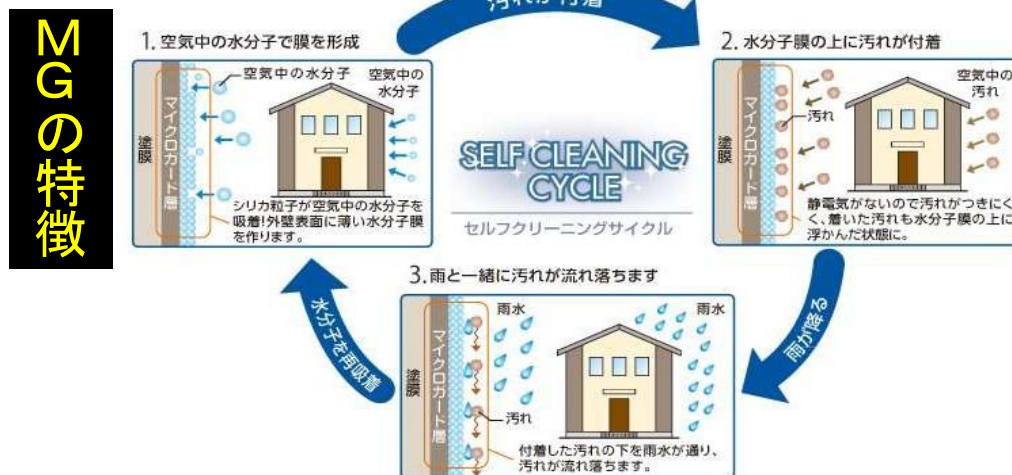 MGの特徴
汚れが付着
1. 空気中の水分子で膜を形成
空気中の水分子
空気中の
水分子
塗膜
マイクロガード層
シリカ粒子が空気中の水分子を
吸着!外壁表面に薄い水分子膜
を作ります。
SELF CLEANING
CYCLE
セルフクリーニングサイクル
2. 水分子膜の上に汚れが付着
空気中の
汚れ
汚れ
塗膜
マイクロガード層
静電気がないので汚れがつきにく
く、着いた汚れも水分子膜の上に
浮かんだ状態に。
雨が降る
3. 雨と一緒に汚れが流れ落ちます
雨水
雨水
塗膜
マイクロガード層
汚れ
付着した汚れの下を雨水が通り、
汚れが流れ落ちます。
水分子を再吸着